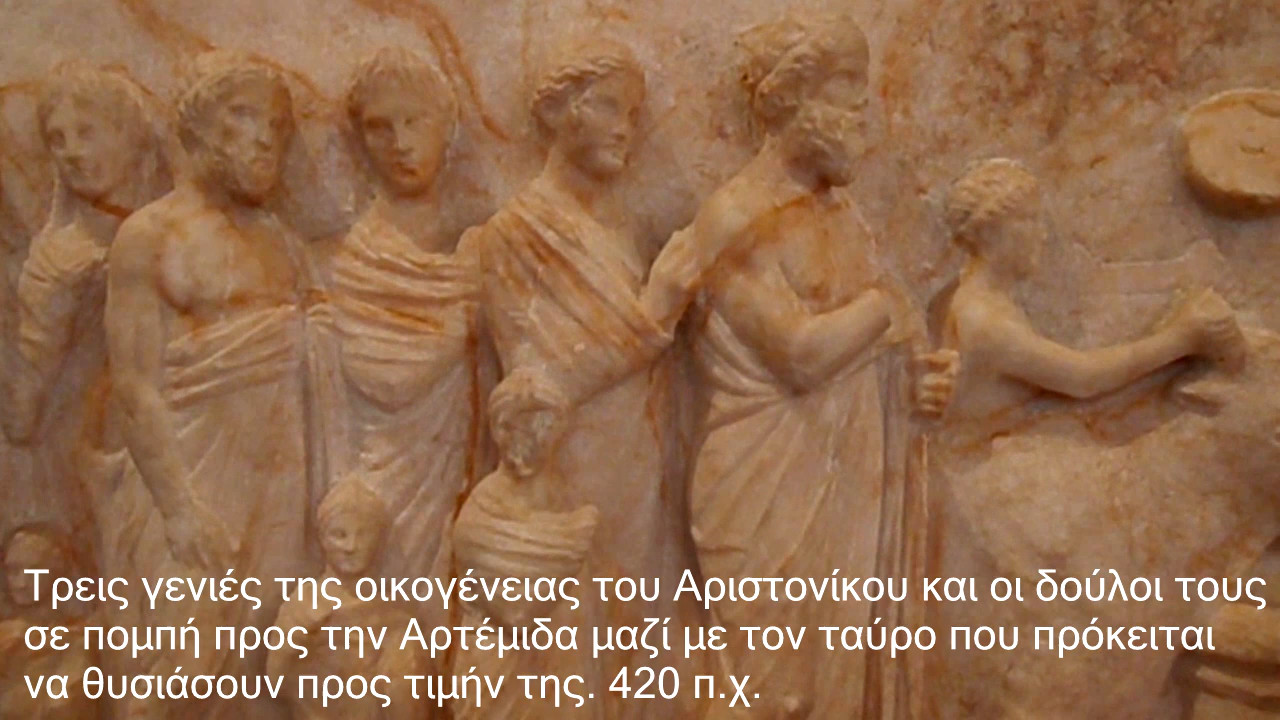 Τρεις γενιές της οικογένειας του Αριστονίκου και οι δούλοι τους
σε πομπή προς την Αρτέμιδα μαζί με τον ταύρο που πρόκειται
να θυσιάσουν προς τιμήν της. 420 π.χ.